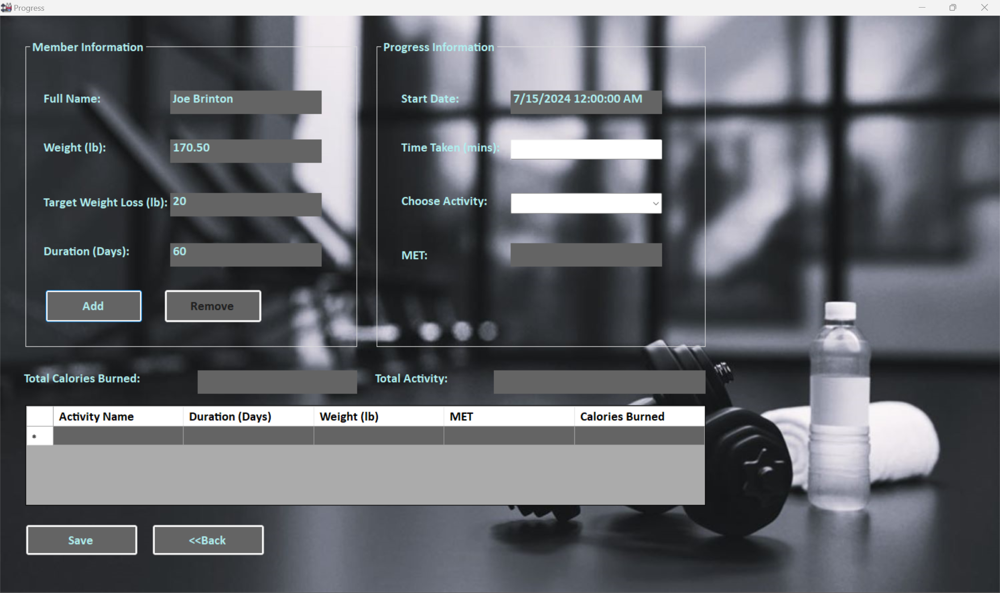 Progress
Member Information
Full Name: Joe Brinton
Weight (lb): 170.50
Target Weight Loss (lb): 20
Duration (Days): 60
Add Remove
Progress Information
Start Date: 7/15/2024 12:00:00 AM
Time Taken (mins):
Choose Activity:
MET:
Total Calories Burned:
Total Activity:
Activity Name Duration (Days) Weight (lb) MET Calories Burned
*
Save <<Back